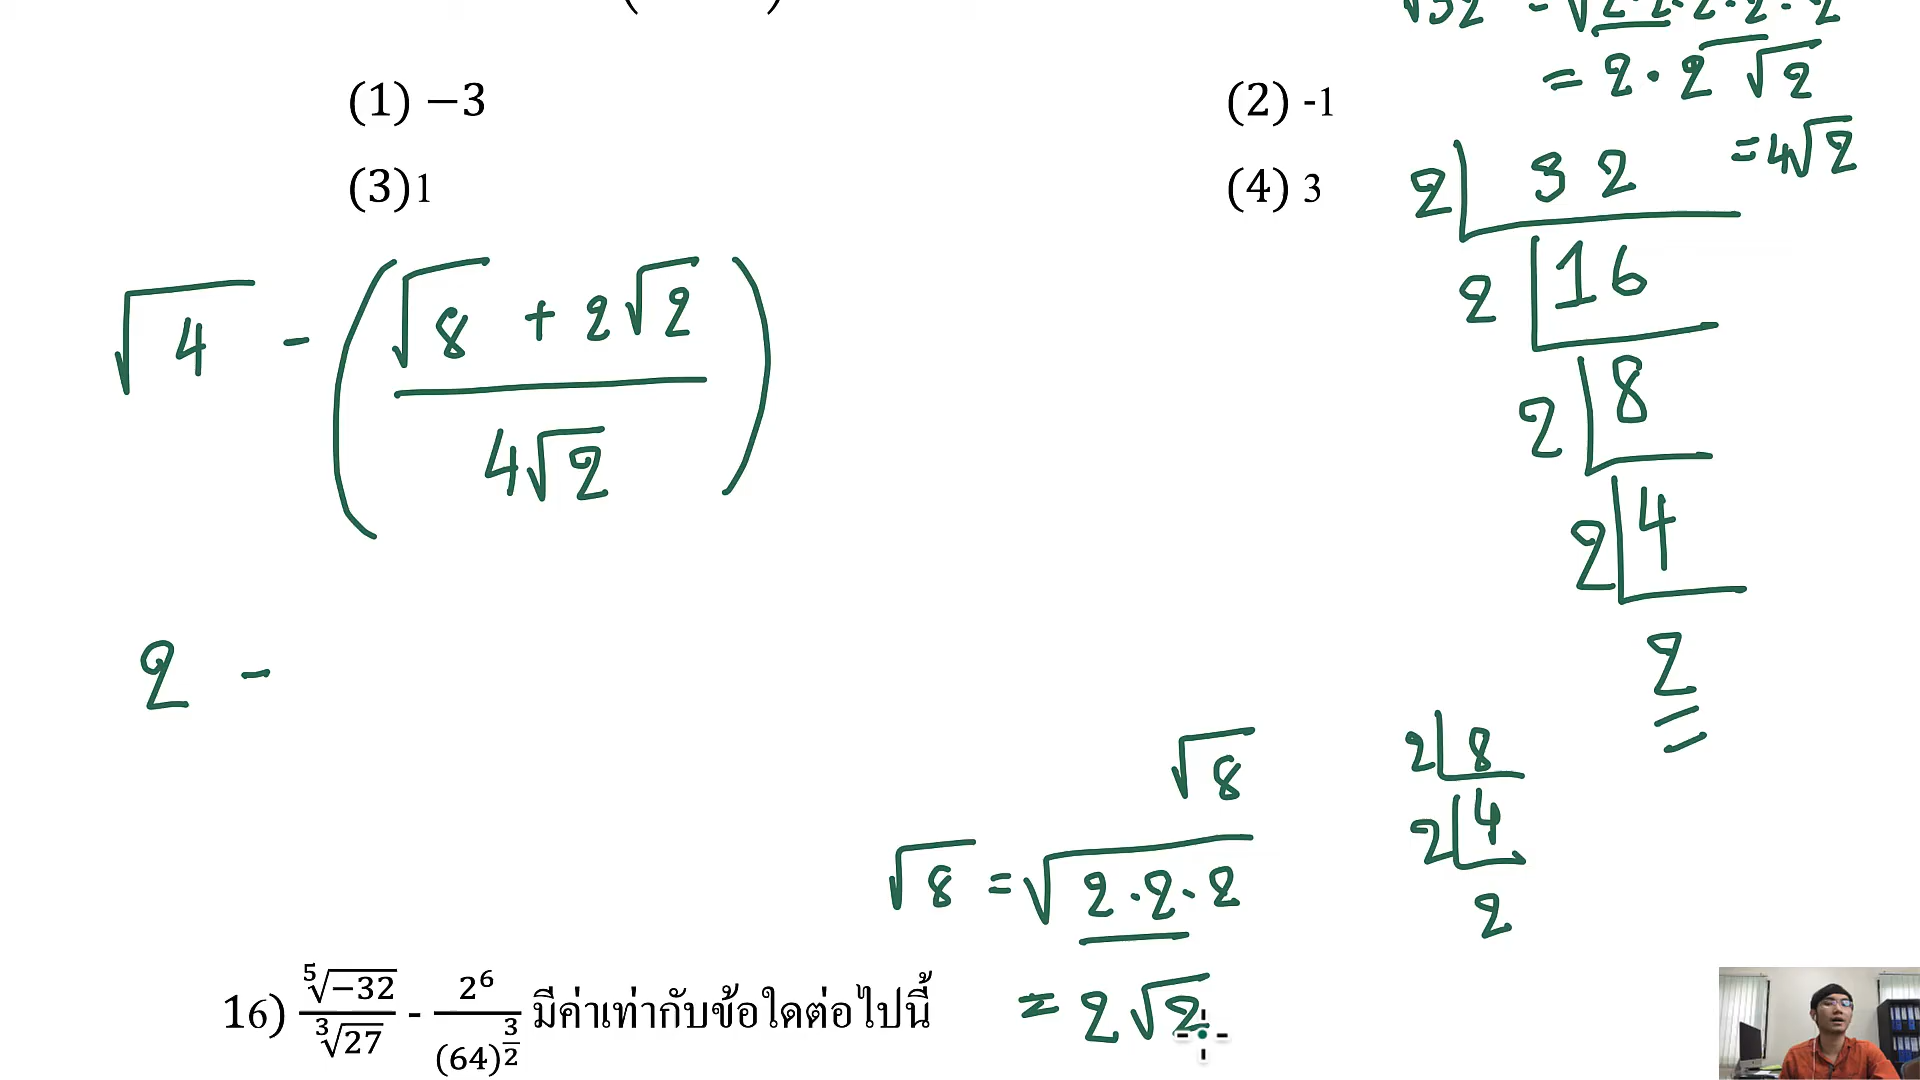 √32 = √2·2·2·2·2
= 2·2√2
= 4√2
(1) −3
(2) -1
(3) 1
(4) 3
2 | 32
2 | 16
2 | 8
2 | 4
2
√4 - (√8 + 2√2 / 4√2)
2 -
√8
2 | 8
2 | 4
2
√8 = √2·2·2
= 2√2
16) ⁵√−32 / ³√27 - 2⁶ / (64)^(3/2) มีค่าเท่ากับข้อใดต่อไปนี้